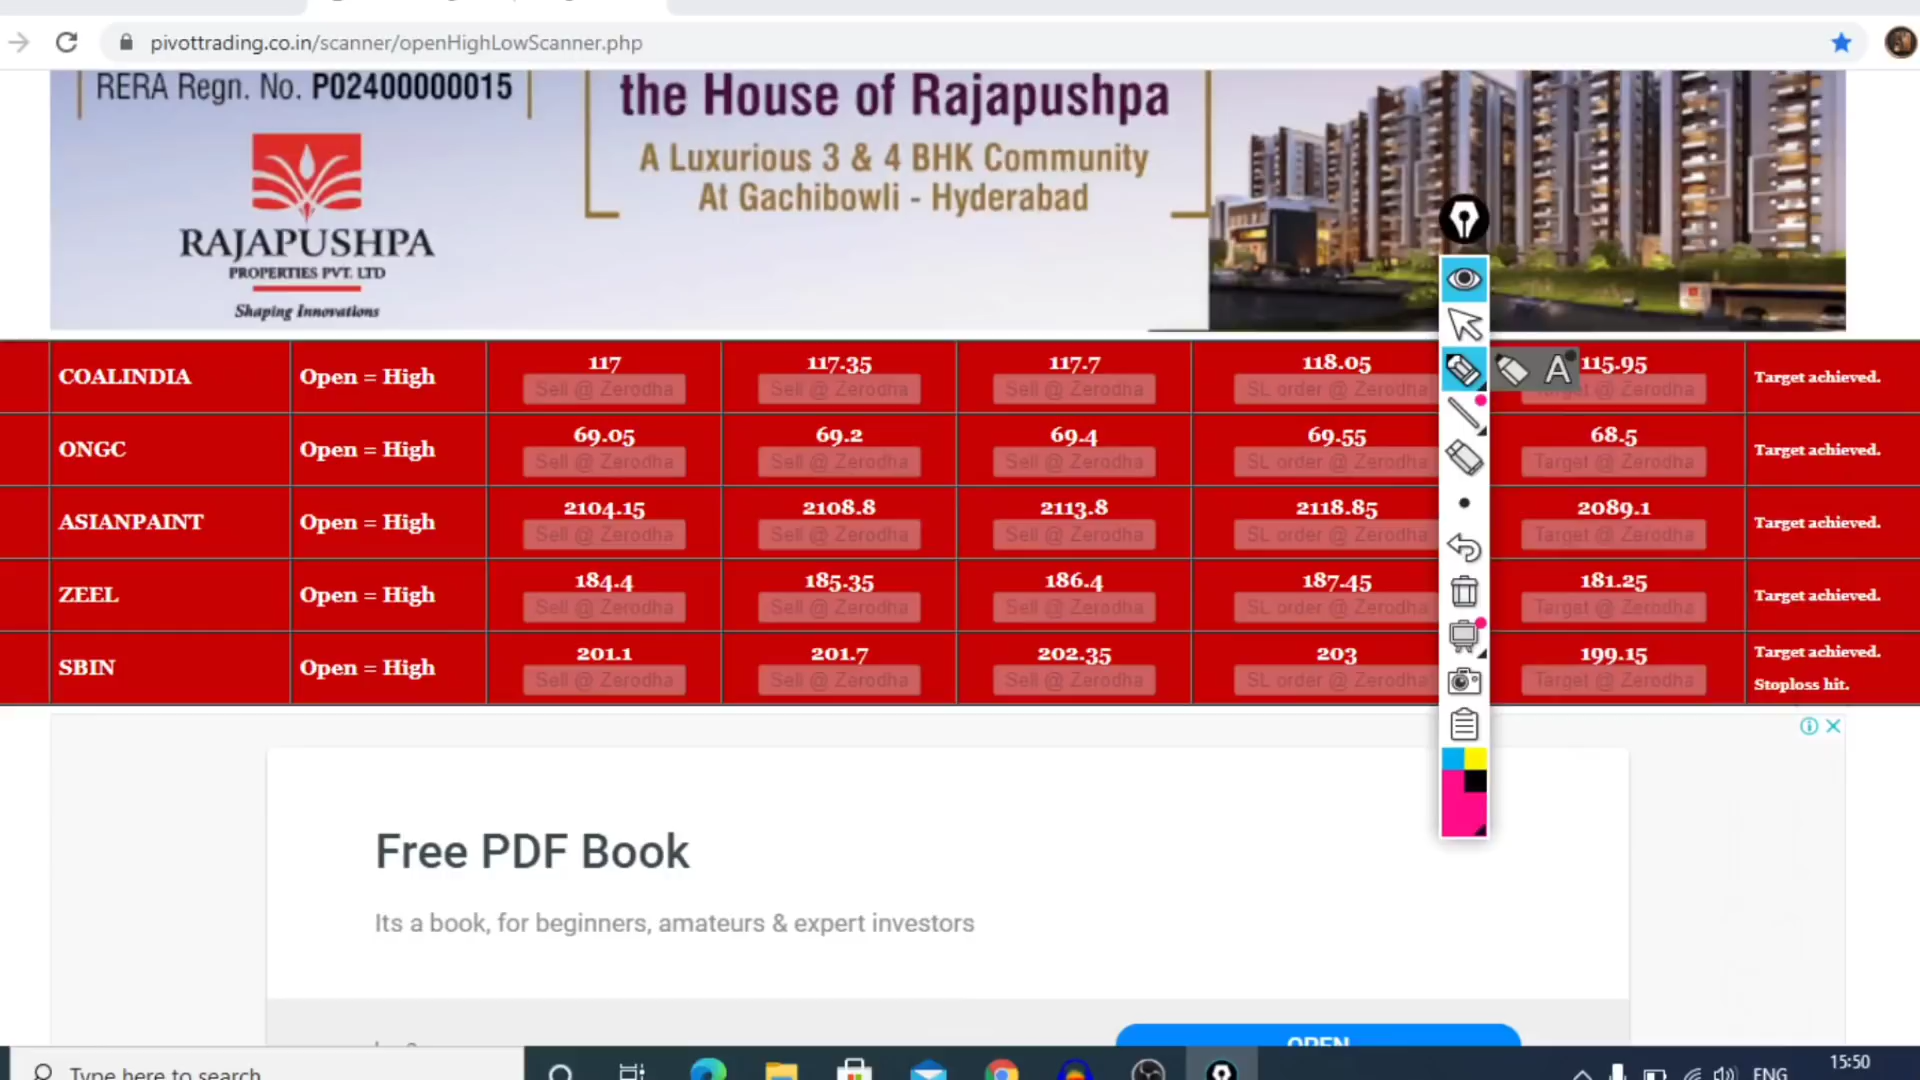 pivottrading.co.in/scanner/openHighLowScanner.php
RERA Regn. No. P02400000015
the House of Rajapushpa
A Luxurious 3 & 4 BHK Community
At Gachibowli - Hyderabad
RAJAPUSHPA
PROPERTIES PVT. LTD
Shaping Innovations
COALINDIA Open = High 117 117.35 117.7 118.05 115.95 Target achieved.
Sell @ Zerodha Sell @ Zerodha Sell @ Zerodha SL order @ Zerodha Target @ Zerodha
ONGC Open = High 69.05 69.2 69.4 69.55 68.5 Target achieved.
Sell @ Zerodha Sell @ Zerodha Sell @ Zerodha SL order @ Zerodha Target @ Zerodha
ASIANPAINT Open = High 2104.15 2108.8 2113.8 2118.85 2089.1 Target achieved.
Sell @ Zerodha Sell @ Zerodha Sell @ Zerodha SL order @ Zerodha Target @ Zerodha
ZEEL Open = High 184.4 185.35 186.4 187.45 181.25 Target achieved.
Sell @ Zerodha Sell @ Zerodha Sell @ Zerodha SL order @ Zerodha Target @ Zerodha
SBIN Open = High 201.1 201.7 202.35 203 199.15 Target achieved.
Sell @ Zerodha Sell @ Zerodha Sell @ Zerodha SL order @ Zerodha Target @ Zerodha Stoploss hit.
A
Free PDF Book
Its a book, for beginners, amateurs & expert investors
OPEN
Type here to search
ENG
15:50